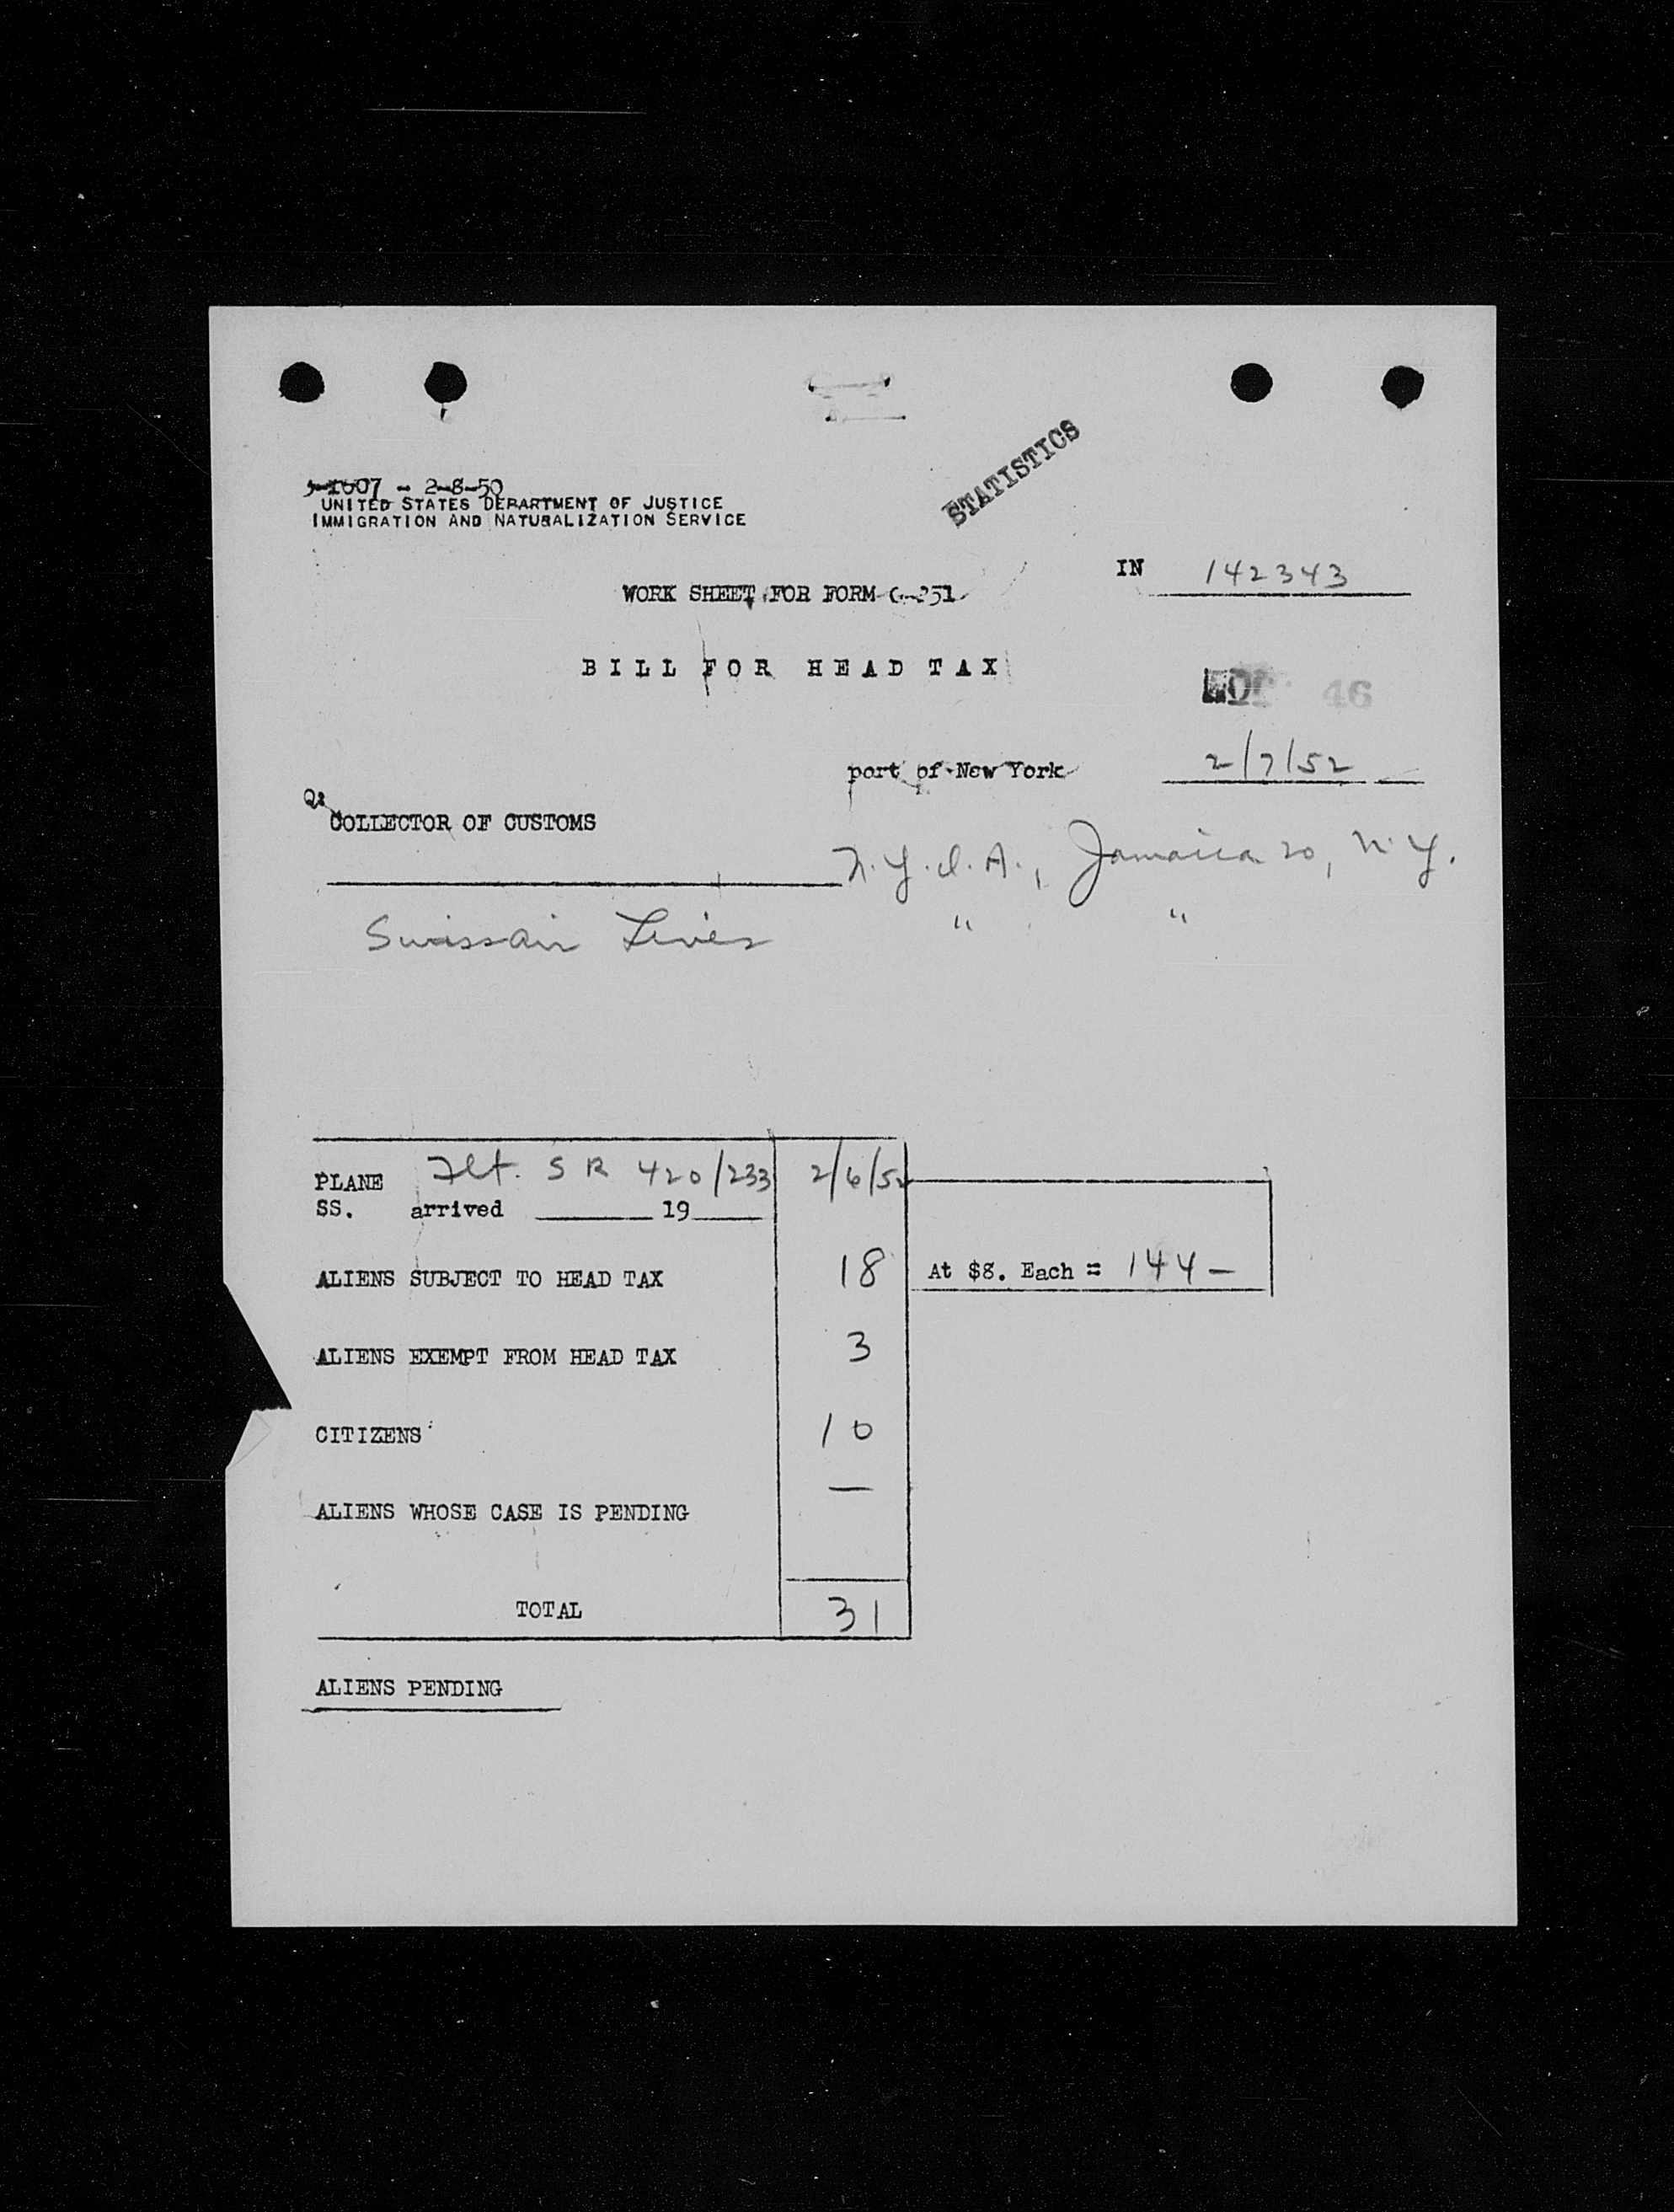 STATISTICS
-1607 - 2-8-50
UNITED STATES DEPARTMENT OF JUSTICE
IMMIGRATION AND NATURALIZATION SERVICE
IN 142343
WORK SHEET FOR FORM G-251
BILL FOR HEAD TAX
46
port of New York 2/7/52
COLLECTOR OF CUSTOMS
N.Y.I.A., Jamaica 20, N.Y.
Swissair Lines " "
PLANE Flt. SR 420/233 2/6/52
SS. arrived 19
ALIENS SUBJECT TO HEAD TAX 18 At $8. Each = 144 -
ALIENS EXEMPT FROM HEAD TAX 3
CITIZENS 10
ALIENS WHOSE CASE IS PENDING —
TOTAL 31
ALIENS PENDING